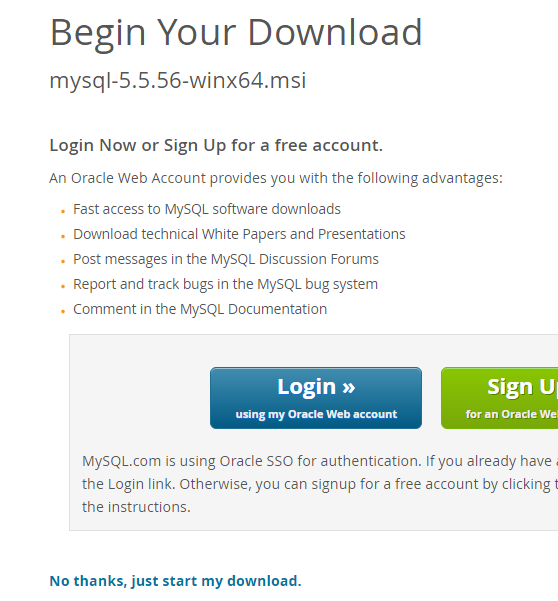 Begin Your Download
mysql-5.5.56-winx64.msi
Login Now or Sign Up for a free account.
An Oracle Web Account provides you with the following advantages:
Fast access to MySQL software downloads
Download technical White Papers and Presentations
Post messages in the MySQL Discussion Forums
Report and track bugs in the MySQL bug system
Comment in the MySQL Documentation
Login »
using my Oracle Web account
Sign
for an Oracle
MySQL.com is using Oracle SSO for authentication. If you already have
the Login link. Otherwise, you can signup for a free account by clicking
the instructions.
No thanks, just start my download.